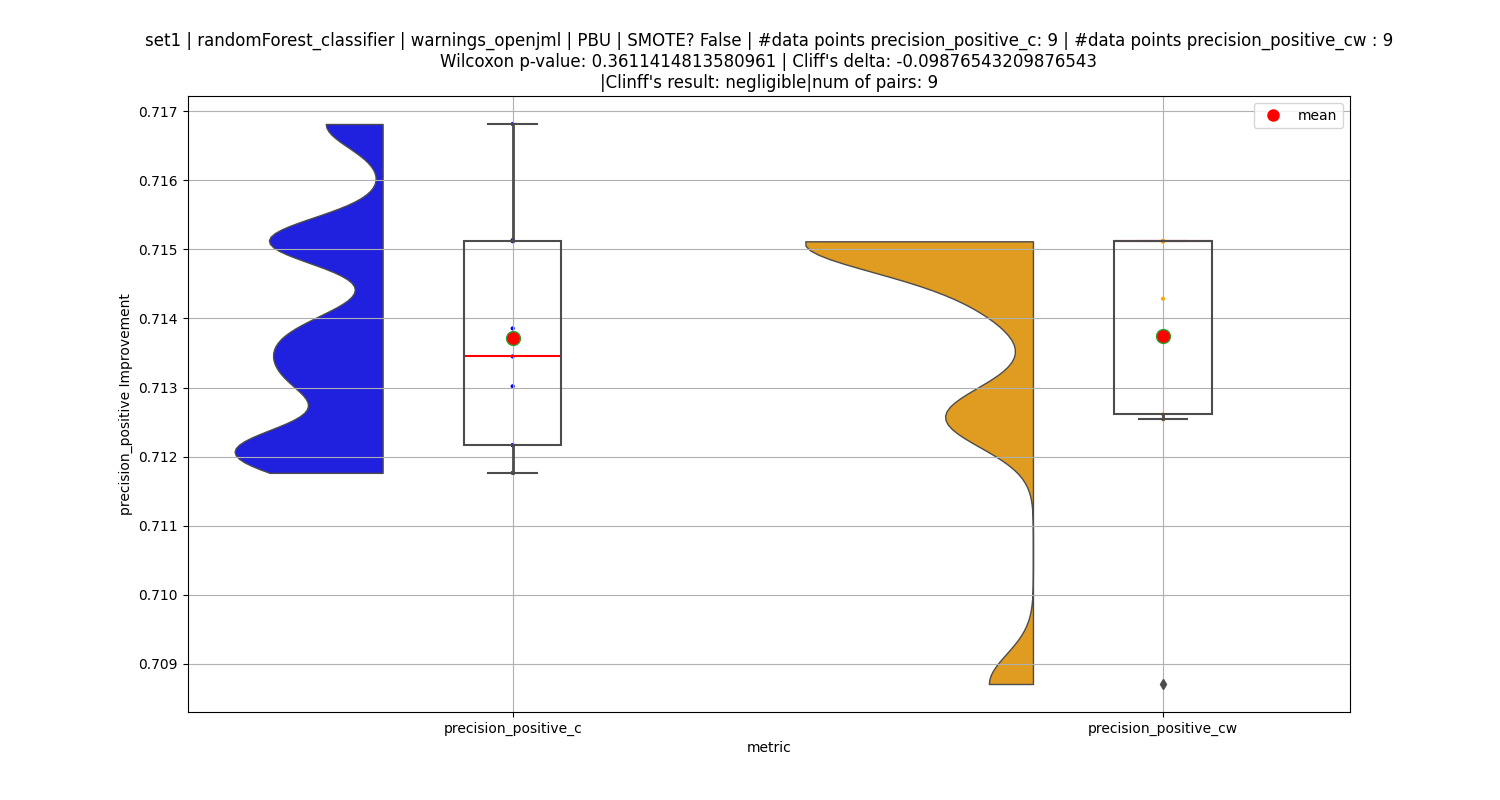 set1 | randomForest_classifier | warnings_openjml | PBU | SMOTE? False | #data points precision_positive_c: 9 | #data points precision_positive_cw : 9
Wilcoxon p-value: 0.3611414813580961 | Cliff's delta: -0.09876543209876543
|Clinff's result: negligible|num of pairs: 9
mean
precision_positive Improvement
0.717
0.716
0.715
0.714
0.713
0.712
0.711
0.710
0.709
precision_positive_c
precision_positive_cw
metric